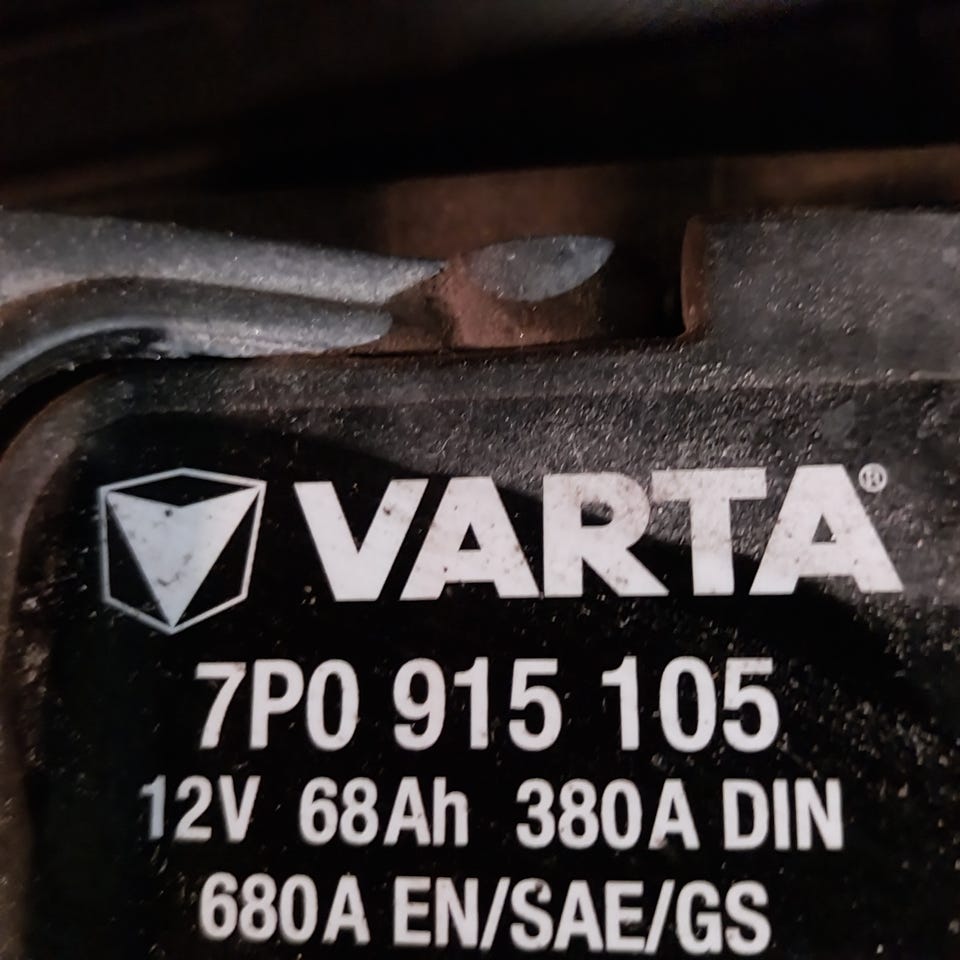 VARTA®
7P0 915 105
12V 68Ah 380A DIN
680A EN/SAE/GS